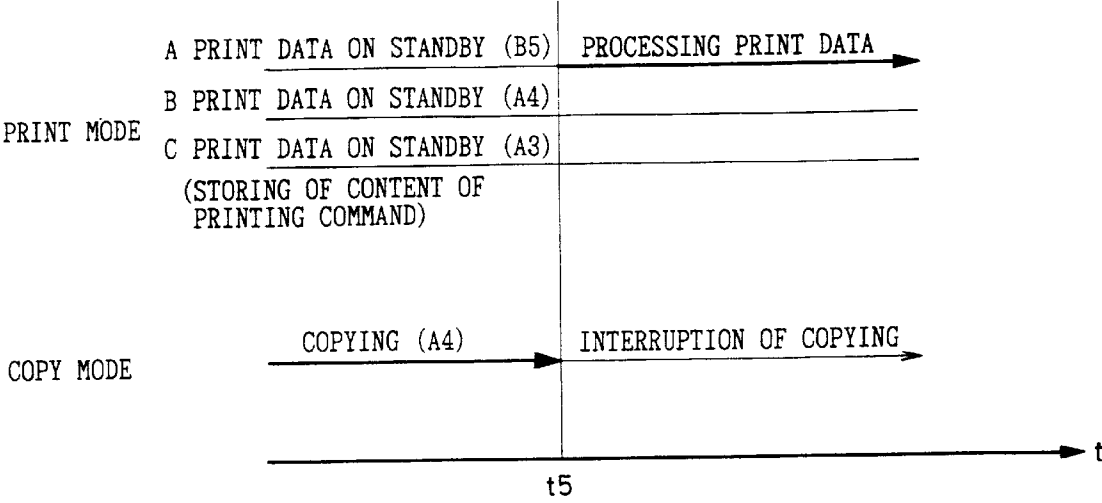 A PRINT DATA ON STANDBY (B5) PROCESSING PRINT DATA
B PRINT DATA ON STANDBY (A4)
PRINT MODE
C PRINT DATA ON STANDBY (A3)
(STORING OF CONTENT OF
PRINTING COMMAND)
COPYING (A4) INTERRUPTION OF COPYING
COPY MODE
t
t5